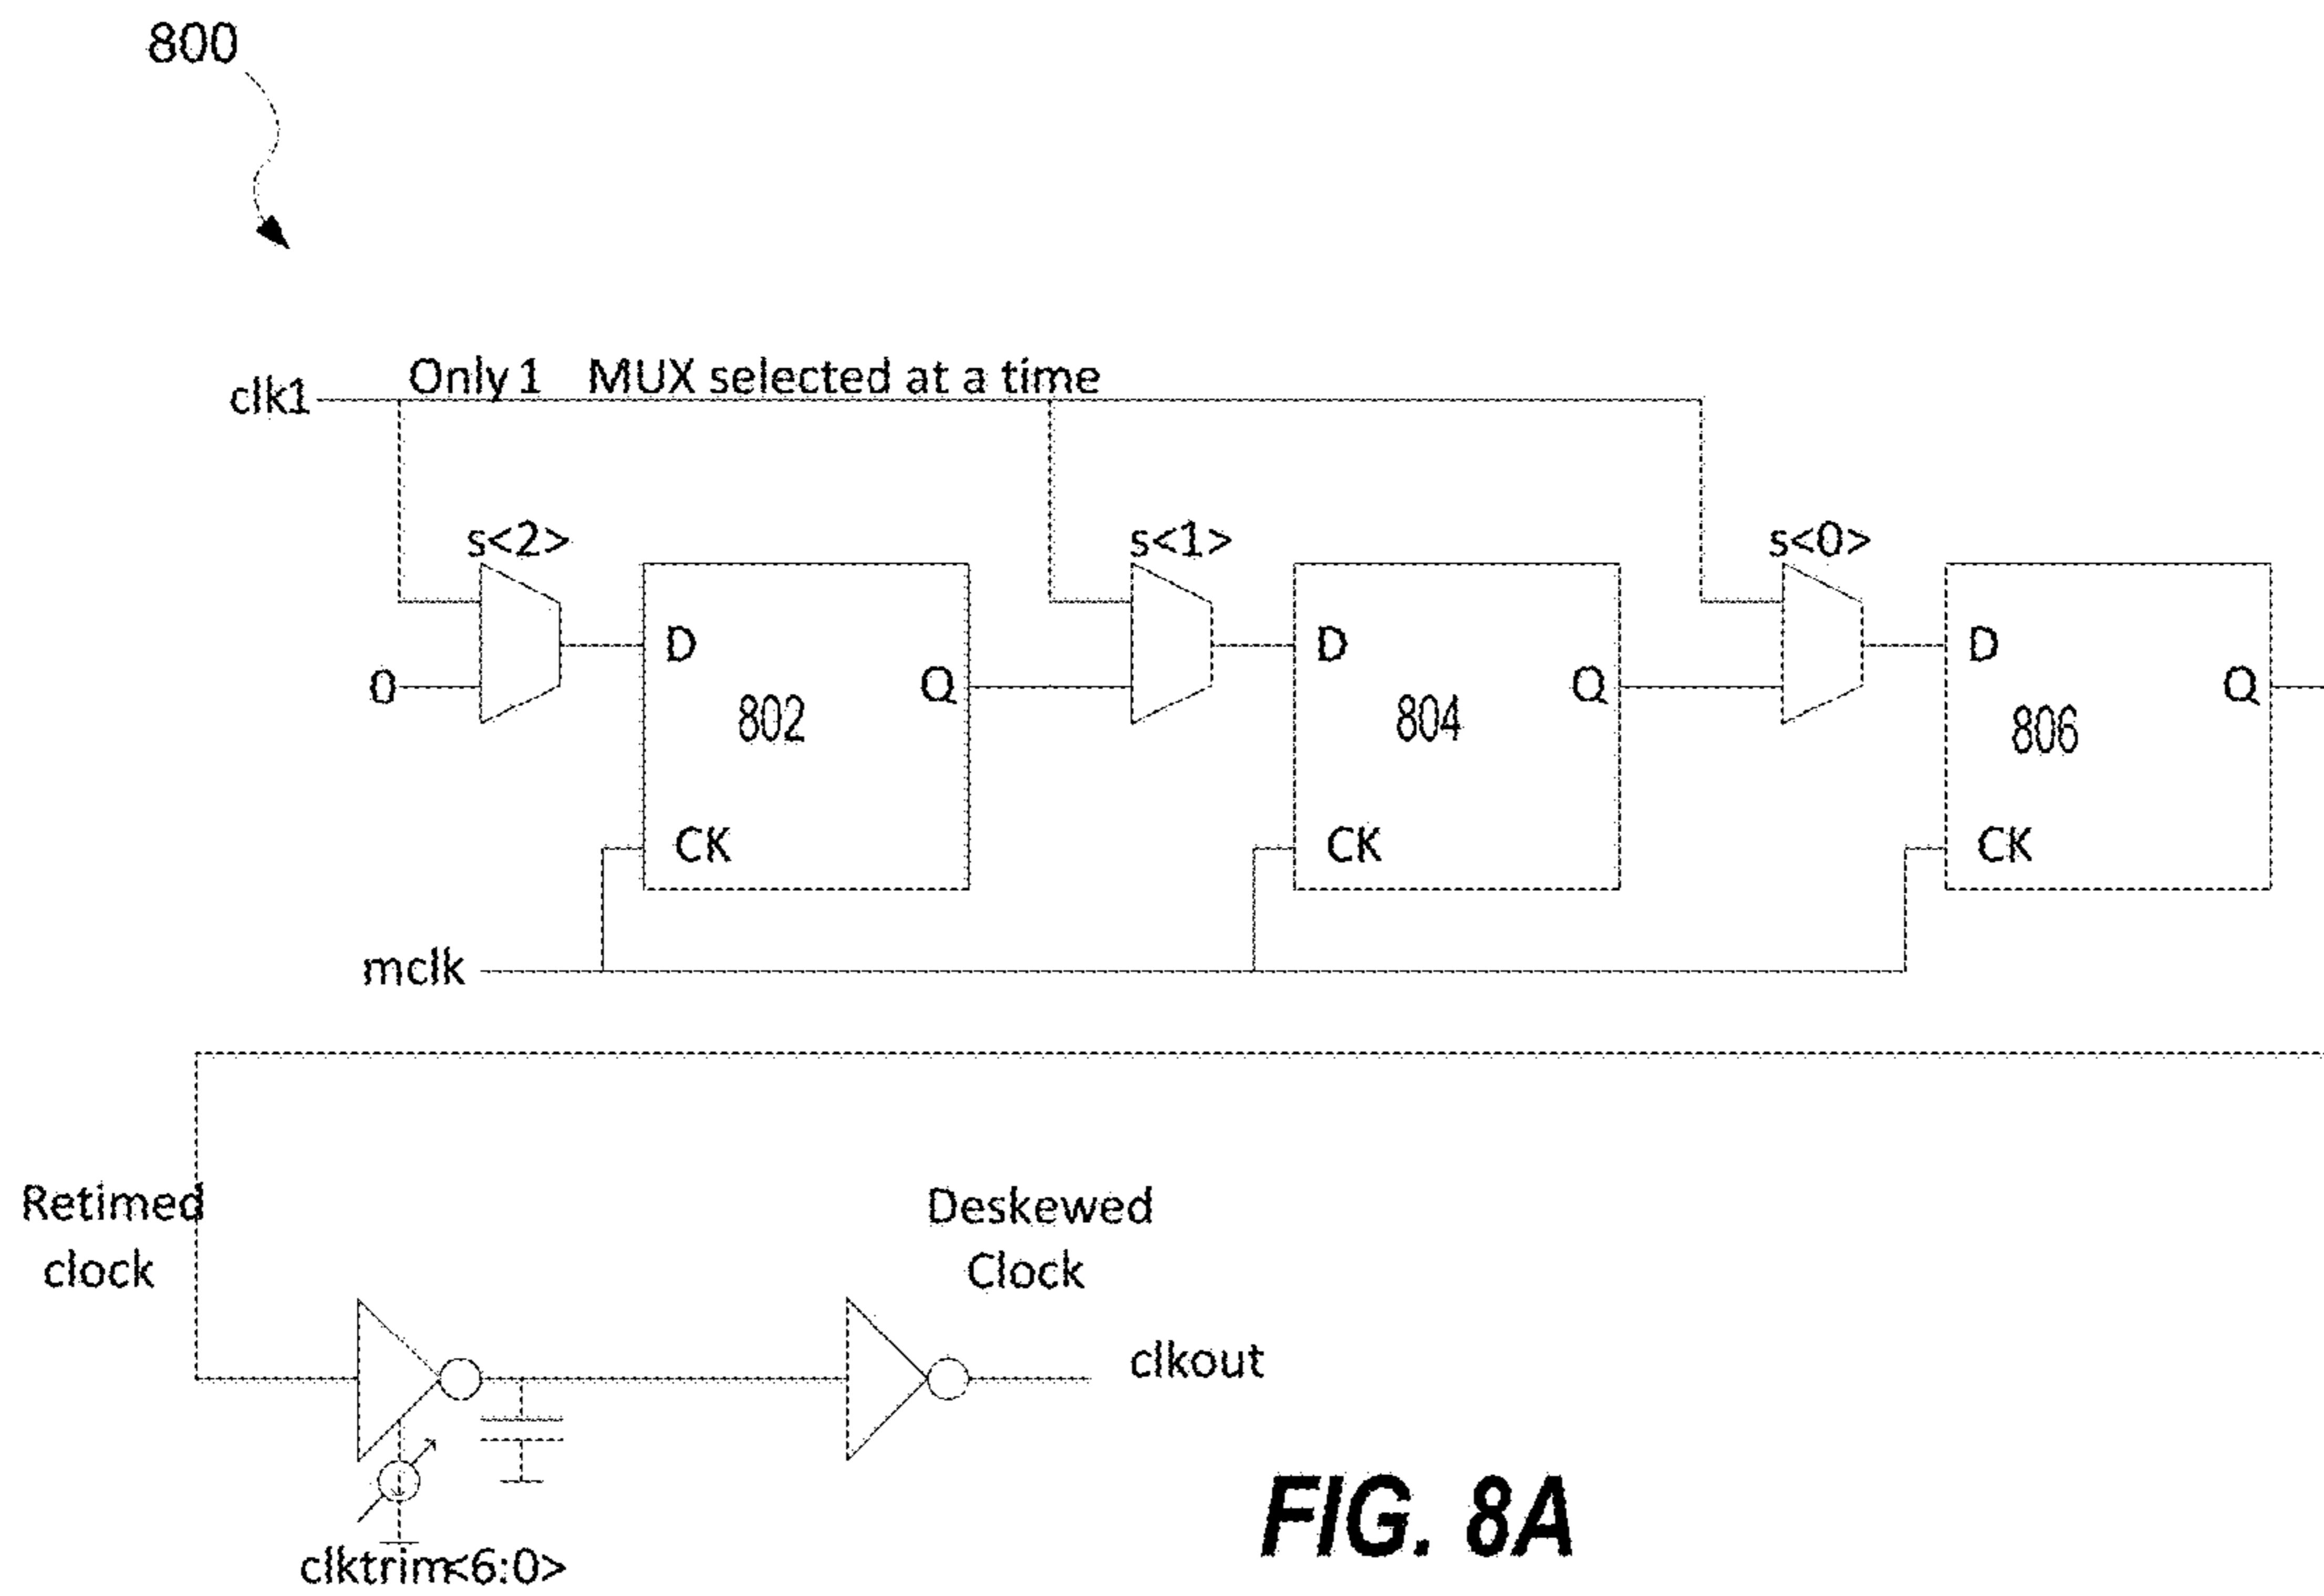 800
clk1
Only 1 MUX selected at a time
s<2>
s<1>
s<0>
D
D
D
0
Q
Q
Q
802
804
806
CK
CK
CK
mclk
Retimed
clock
Deskewed
Clock
clkout
clktrim<6:0>
FIG. 8A